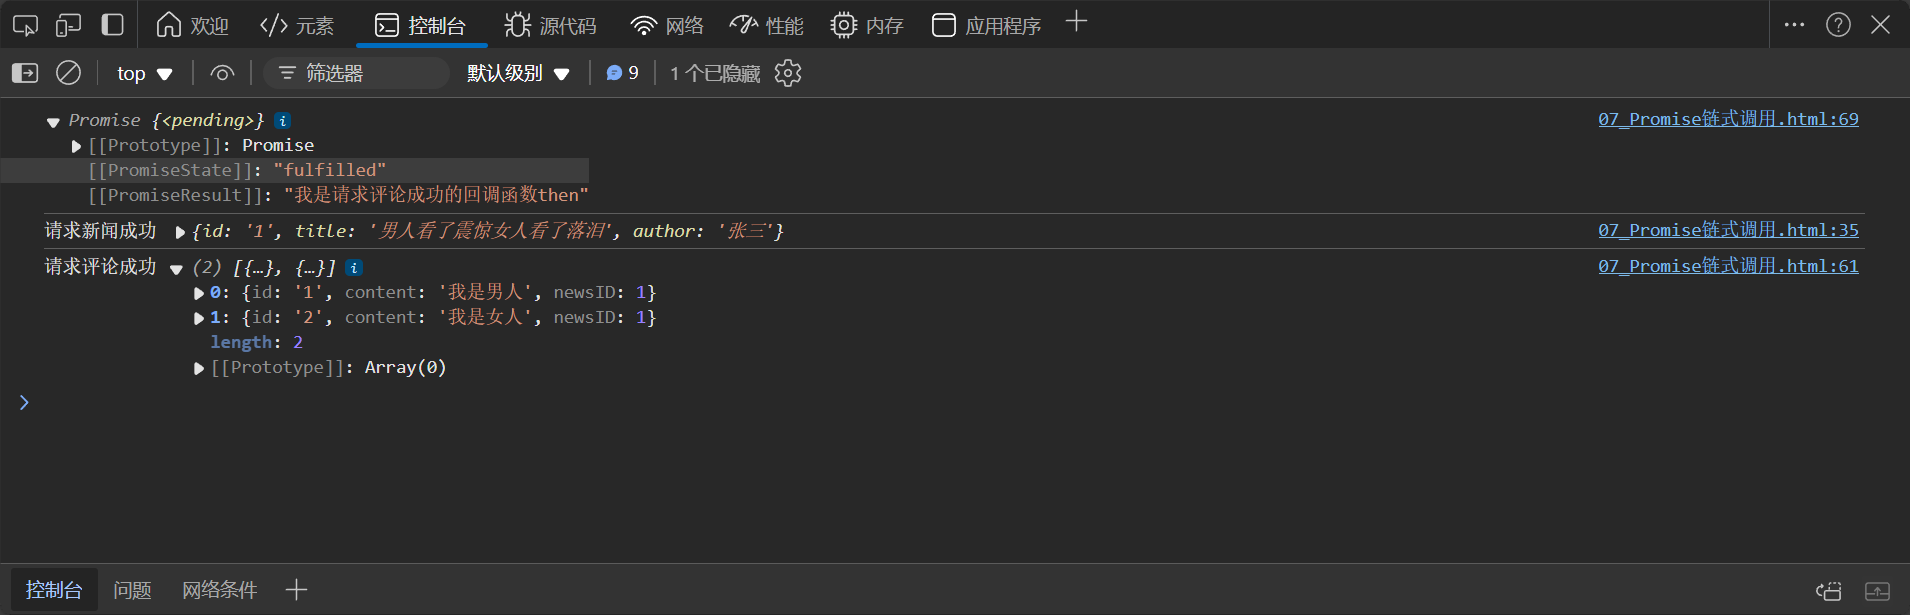 欢迎 元素 控制台 源代码 网络 性能 内存 应用程序
top 筛选器 默认级别 9 1 个已隐藏
Promise {<pending>} i 07_Promise链式调用.html:69
[[Prototype]]: Promise
[[PromiseState]]: "fulfilled"
[[PromiseResult]]: "我是请求评论成功的回调函数then"
请求新闻成功 {id: '1', title: '男人看了震惊女人看了落泪', author: '张三'} 07_Promise链式调用.html:35
请求评论成功 (2) [{…}, {…}] i 07_Promise链式调用.html:61
0: {id: '1', content: '我是男人', newsID: 1}
1: {id: '2', content: '我是女人', newsID: 1}
length: 2
[[Prototype]]: Array(0)
控制台 问题 网络条件